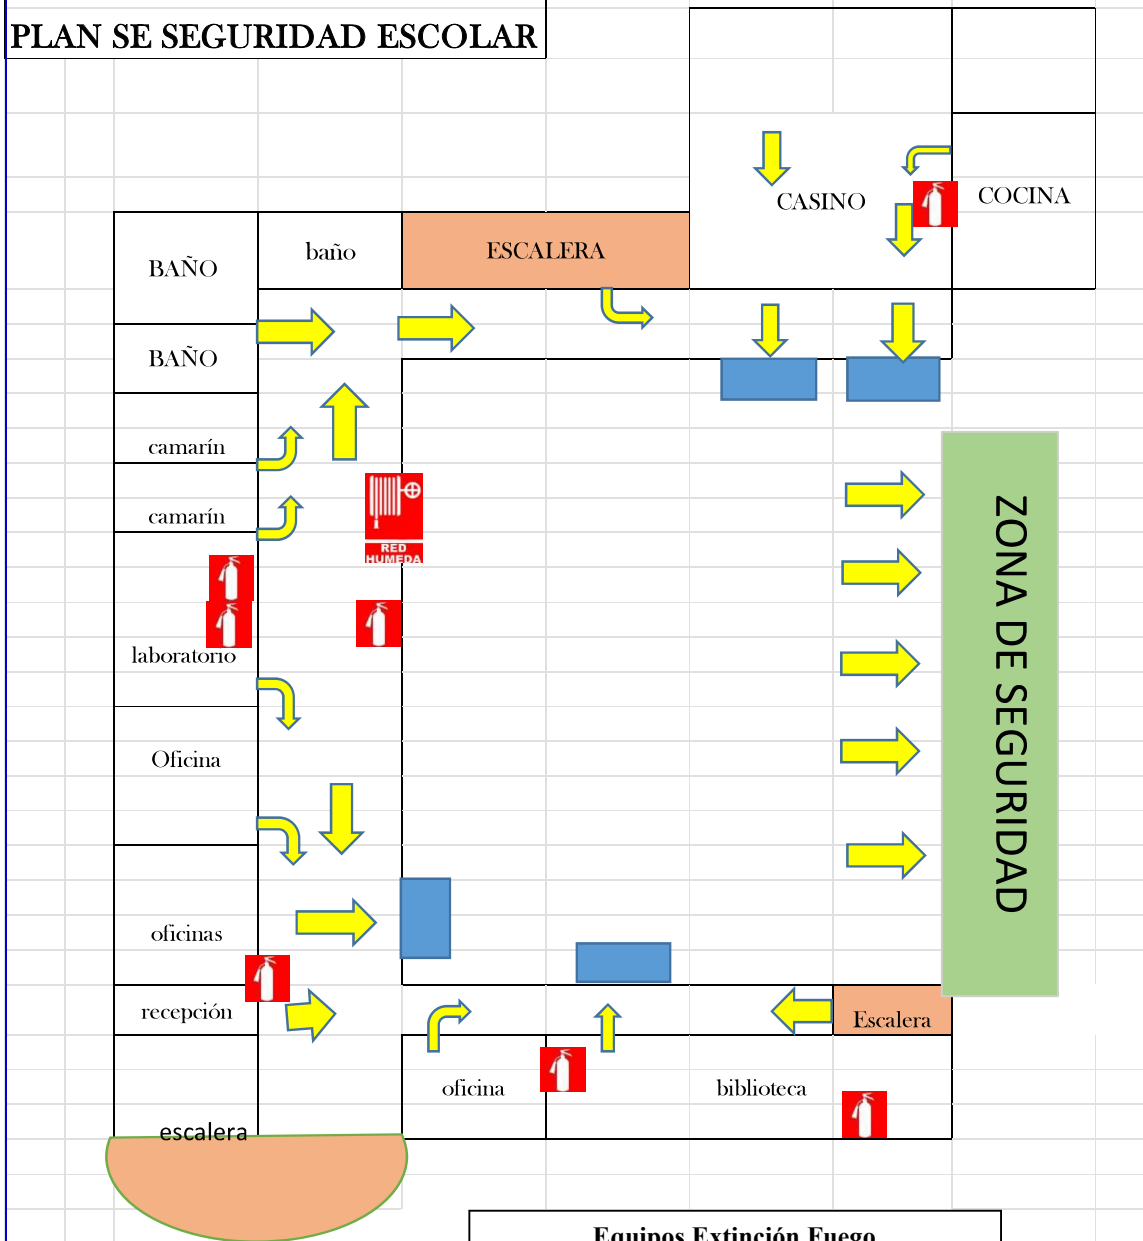 PLAN SE SEGURIDAD ESCOLAR
CASINO
COCINA
BAÑO
baño
ESCALERA
BAÑO
camarín
camarín
RED
HUMEDA
laboratorio
Oficina
ZONA DE SEGURIDAD
oficinas
recepción
Escalera
oficina
biblioteca
escalera
Equipos Extinción Fuego